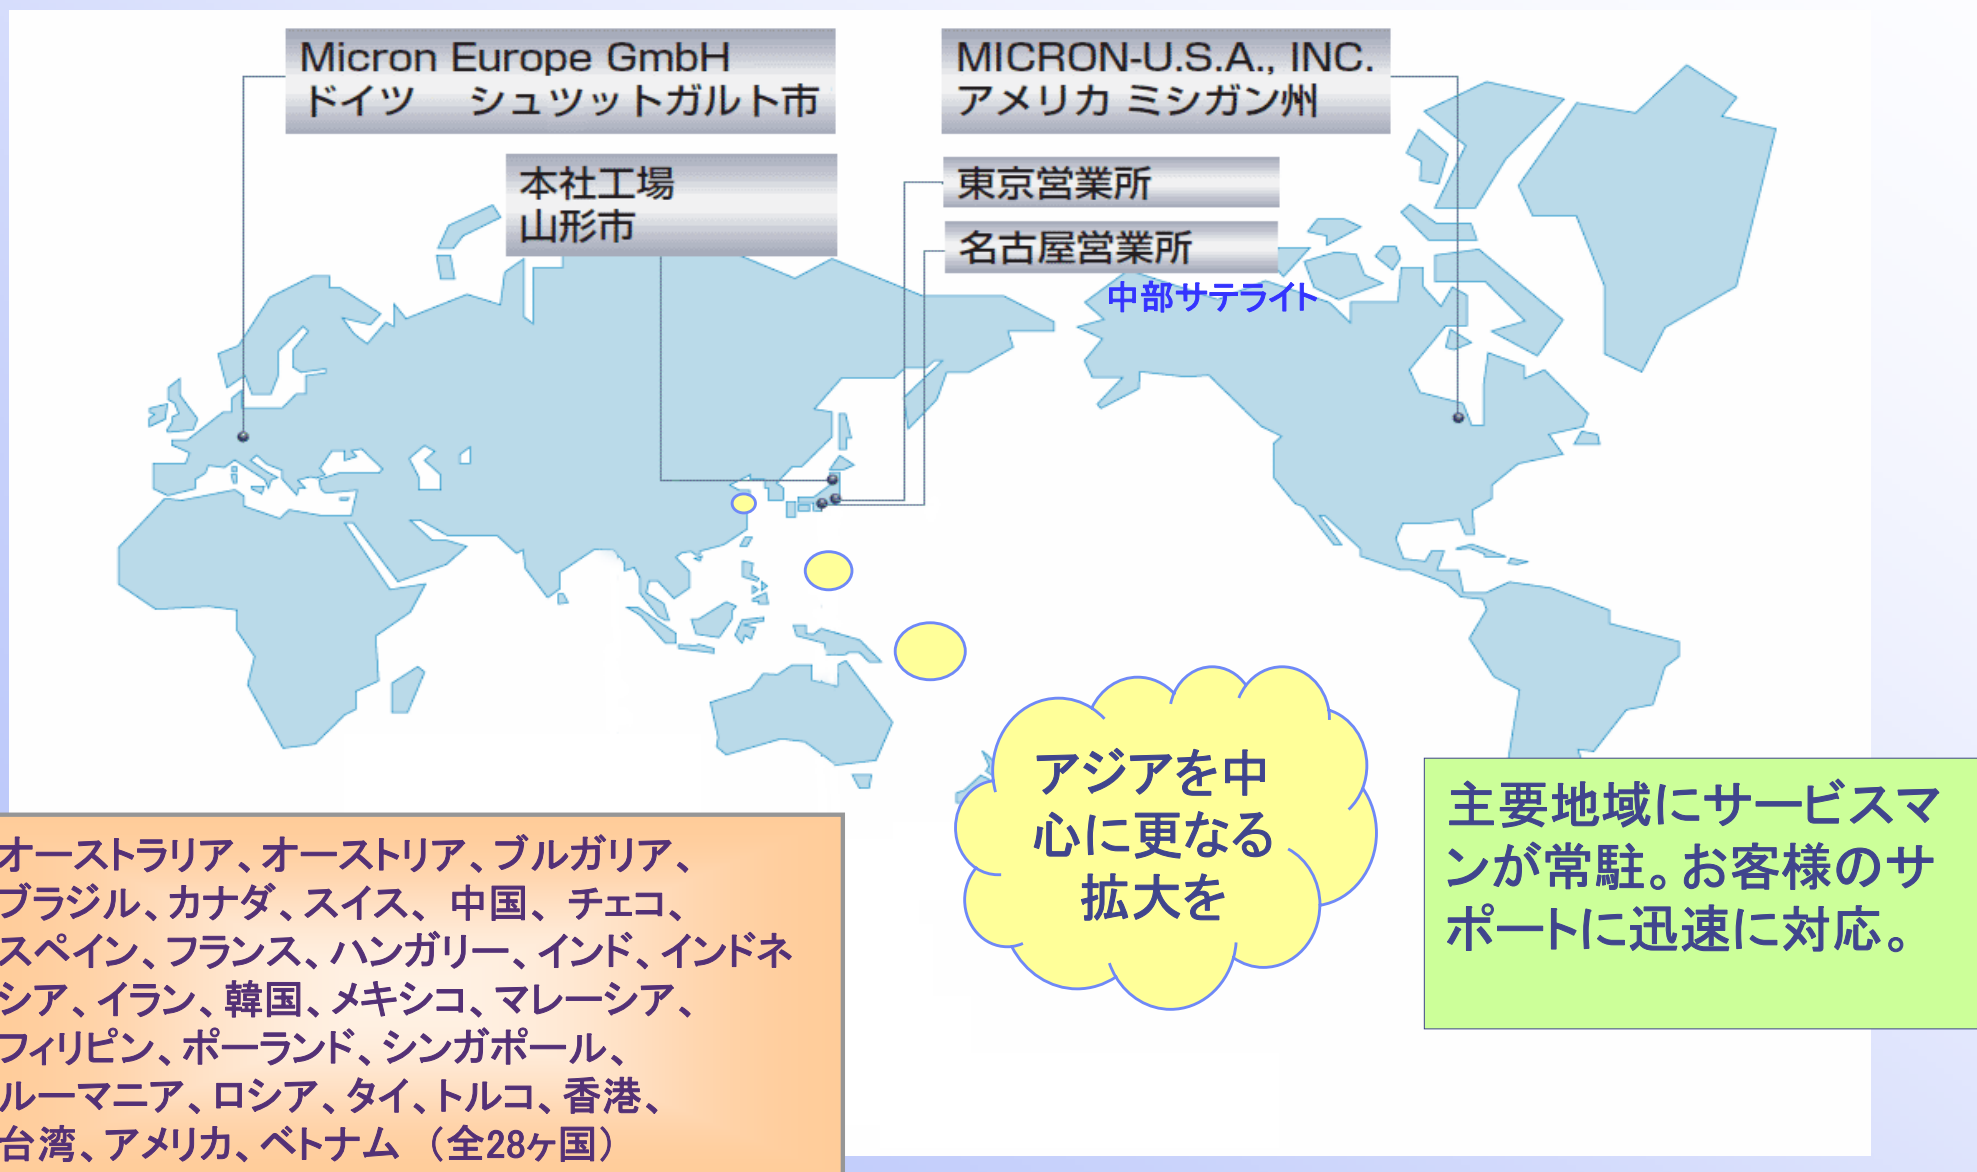 Micron Europe GmbH
ドイツ　シュツットガルト市
MICRON-U.S.A., INC.
アメリカ ミシガン州
本社工場
山形市
東京営業所
名古屋営業所
中部サテライト
アジアを中
心に更なる
拡大を
主要地域にサービスマ
ンが常駐。お客様のサ
ポートに迅速に対応。
オーストラリア、オーストリア、ブルガリア、
ブラジル、カナダ、スイス、中国、チェコ、
スペイン、フランス、ハンガリー、インド、インドネ
シア、イラン、韓国、メキシコ、マレーシア、
フィリピン、ポーランド、シンガポール、
ルーマニア、ロシア、タイ、トルコ、香港、
台湾、アメリカ、ベトナム （全28ヶ国）